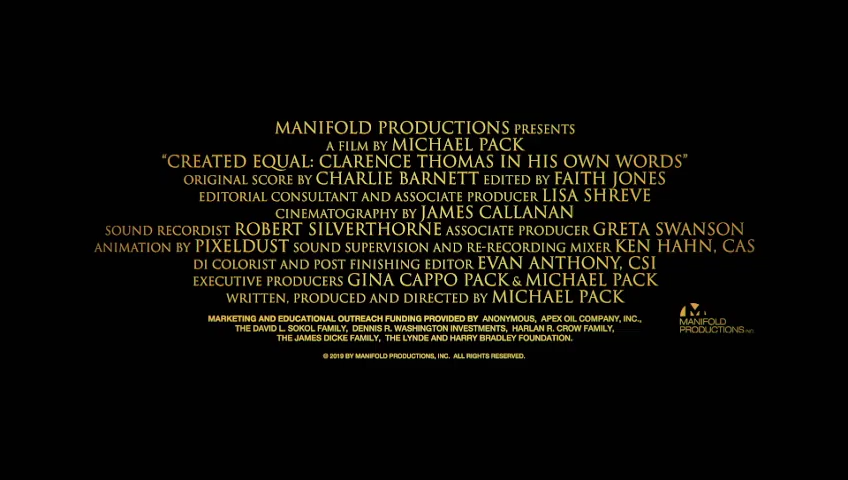 MANIFOLD PRODUCTIONS PRESENTS
A FILM BY MICHAEL PACK
"CREATED EQUAL: CLARENCE THOMAS IN HIS OWN WORDS"
ORIGINAL SCORE BY CHARLIE BARNETT EDITED BY FAITH JONES
EDITORIAL CONSULTANT AND ASSOCIATE PRODUCER LISA SHREVE
CINEMATOGRAPHY BY JAMES CALLANAN
SOUND RECORDIST ROBERT SILVERTHORNE ASSOCIATE PRODUCER GRETA SWANSON
ANIMATION BY PIXELDUST SOUND SUPERVISION AND RE-RECORDING MIXER KEN HAHN, CAS
DI COLORIST AND POST FINISHING EDITOR EVAN ANTHONY, CSI
EXECUTIVE PRODUCERS GINA CAPPO PACK & MICHAEL PACK
WRITTEN, PRODUCED AND DIRECTED BY MICHAEL PACK
MARKETING AND EDUCATIONAL OUTREACH FUNDING PROVIDED BY ANONYMOUS, APEX OIL COMPANY, INC.,
THE DAVID L. SOKOL FAMILY, DENNIS R. WASHINGTON INVESTMENTS, HARLAN R. CROW FAMILY,
THE JAMES DICKE FAMILY, THE LYNDE AND HARRY BRADLEY FOUNDATION.
© 2019 BY MANIFOLD PRODUCTIONS, INC. ALL RIGHTS RESERVED.
M
MANIFOLD
PRODUCTIONS